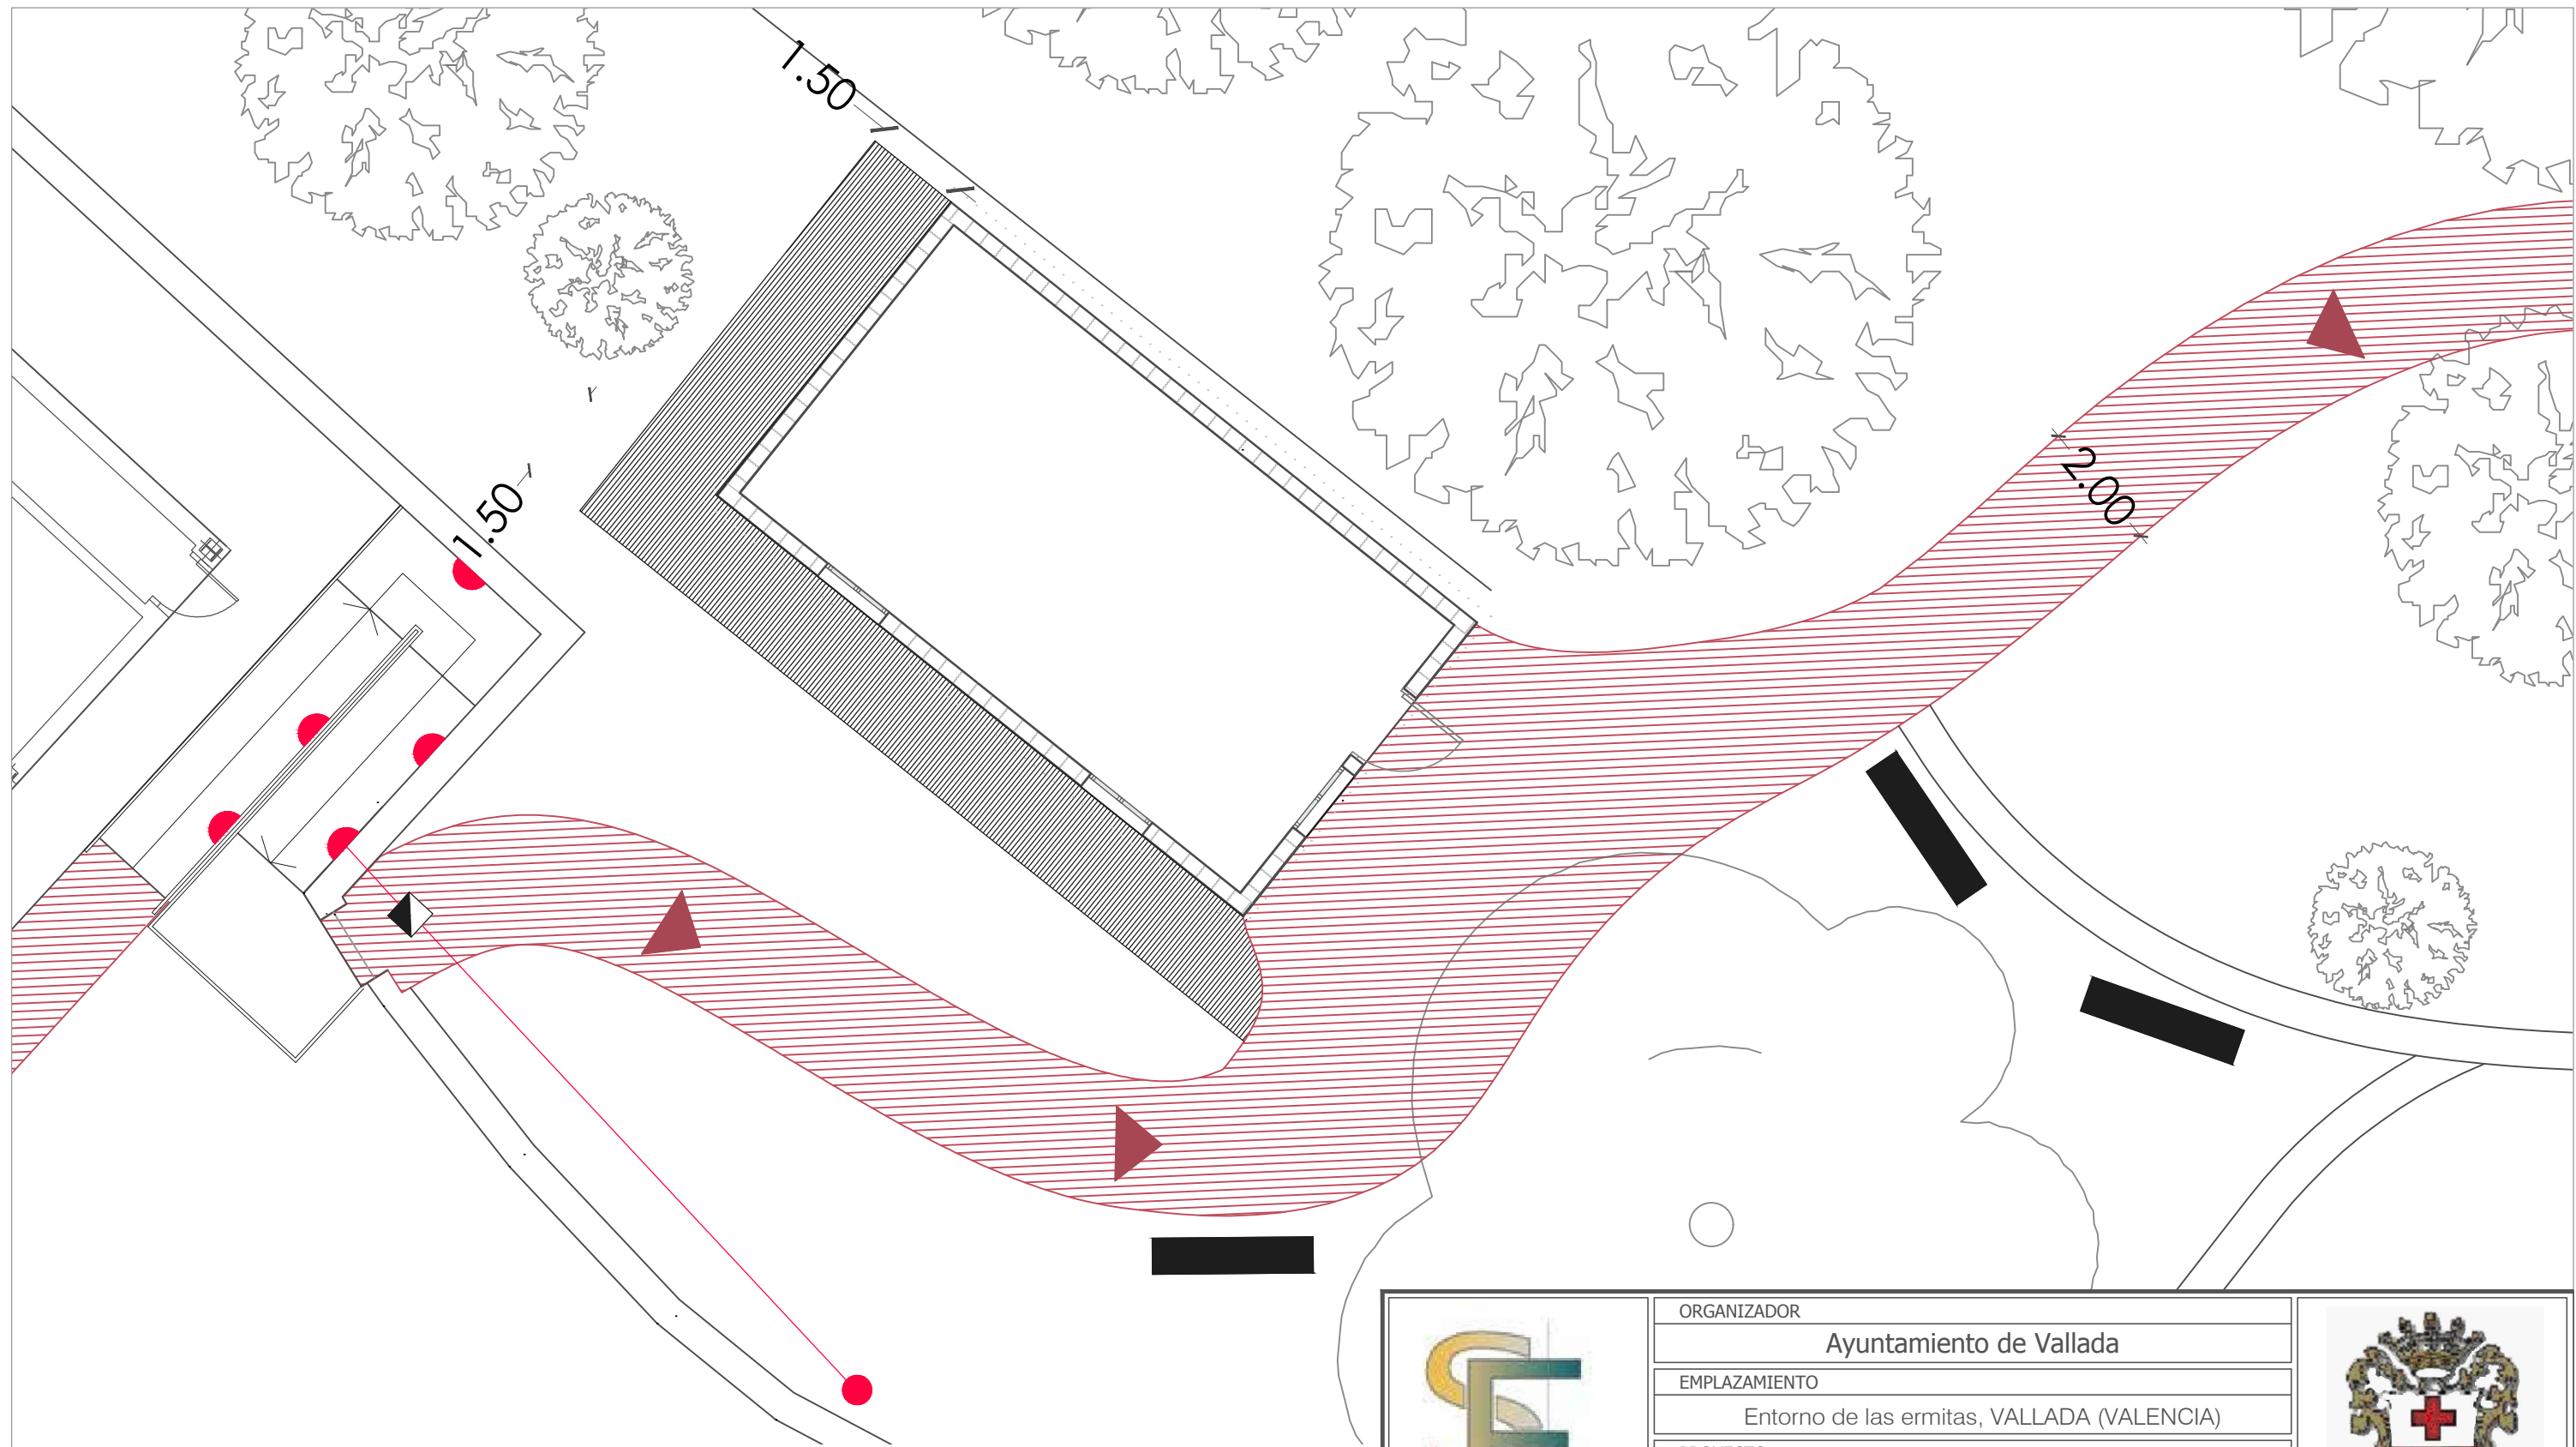 1.50
1.50
2.00
ORGANIZADOR
Ayuntamiento de Vallada
EMPLAZAMIENTO
Entorno de las ermitas, VALLADA (VALENCIA)